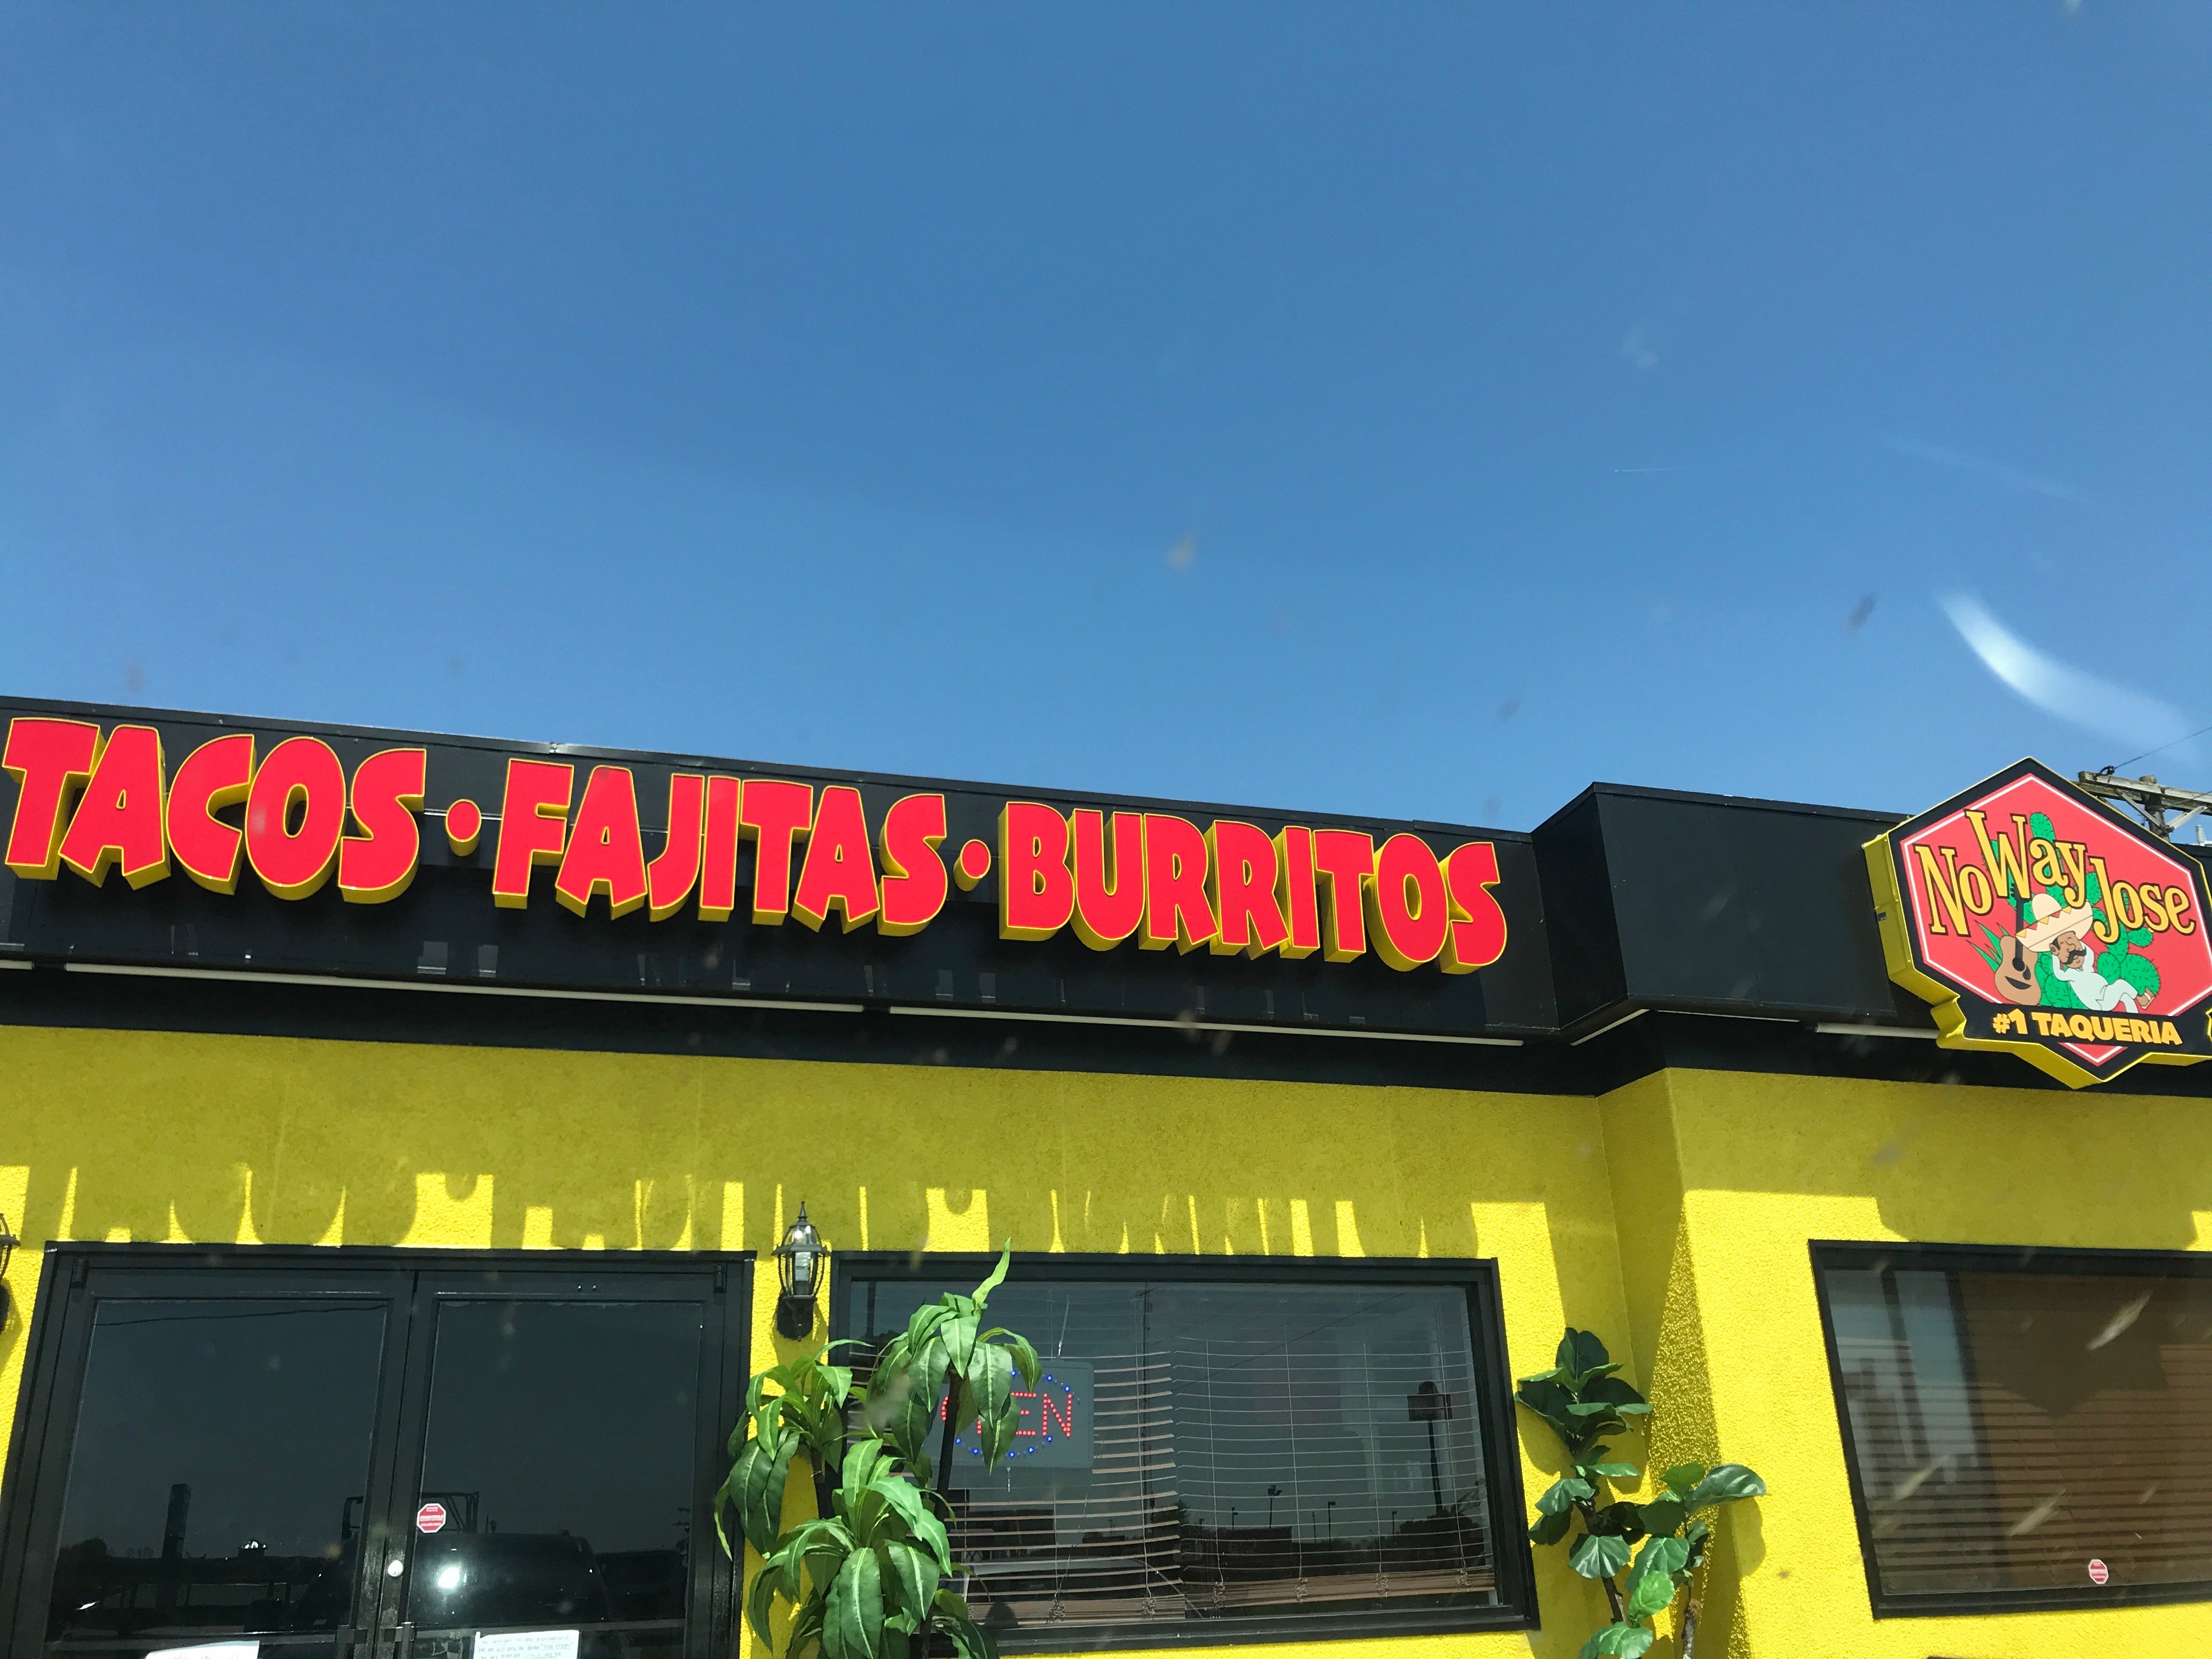 TACOS • FAJITAS • BURRITOS
No Way Jose
#1 TAQUERIA